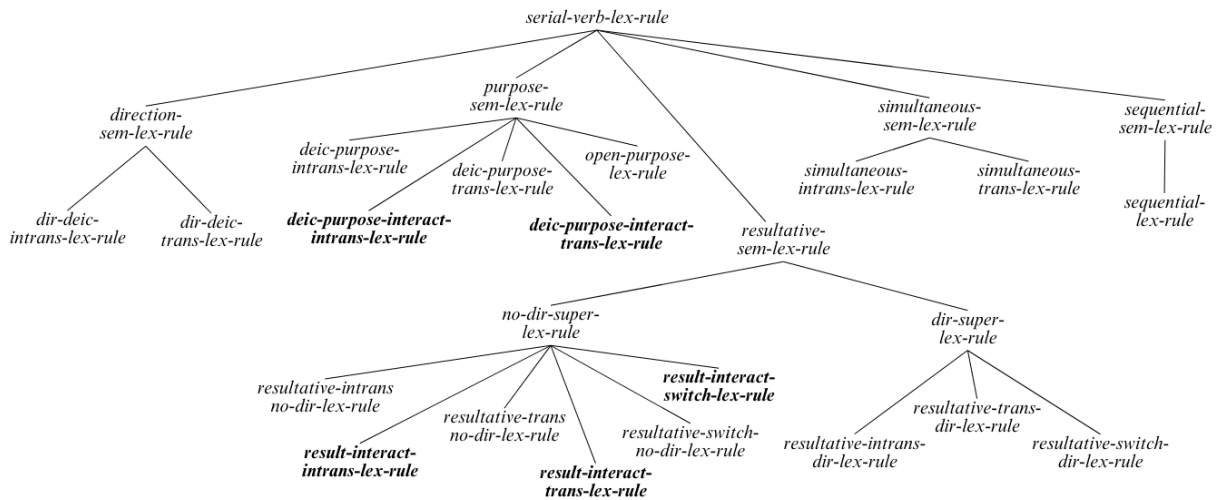 serial-verb-lex-rule
direction-
sem-lex-rule
purpose-
sem-lex-rule
simultaneous-
sem-lex-rule
sequential-
sem-lex-rule
deic-purpose-
intrans-lex-rule
deic-purpose-
trans-lex-rule
open-purpose-
lex-rule
simultaneous-
intrans-lex-rule
simultaneous-
trans-lex-rule
sequential-
lex-rule
dir-deic-
intrans-lex-rule
dir-deic-
trans-lex-rule
deic-purpose-interact-
intrans-lex-rule
deic-purpose-interact-
trans-lex-rule
resultative-
sem-lex-rule
no-dir-super-
lex-rule
dir-super-
lex-rule
resultative-intrans
no-dir-lex-rule
result-interact-
intrans-lex-rule
resultative-trans
no-dir-lex-rule
result-interact-
trans-lex-rule
resultative-switch-
no-dir-lex-rule
result-interact-
switch-lex-rule
resultative-intrans-
dir-lex-rule
resultative-trans-
dir-lex-rule
resultative-switch-
dir-lex-rule